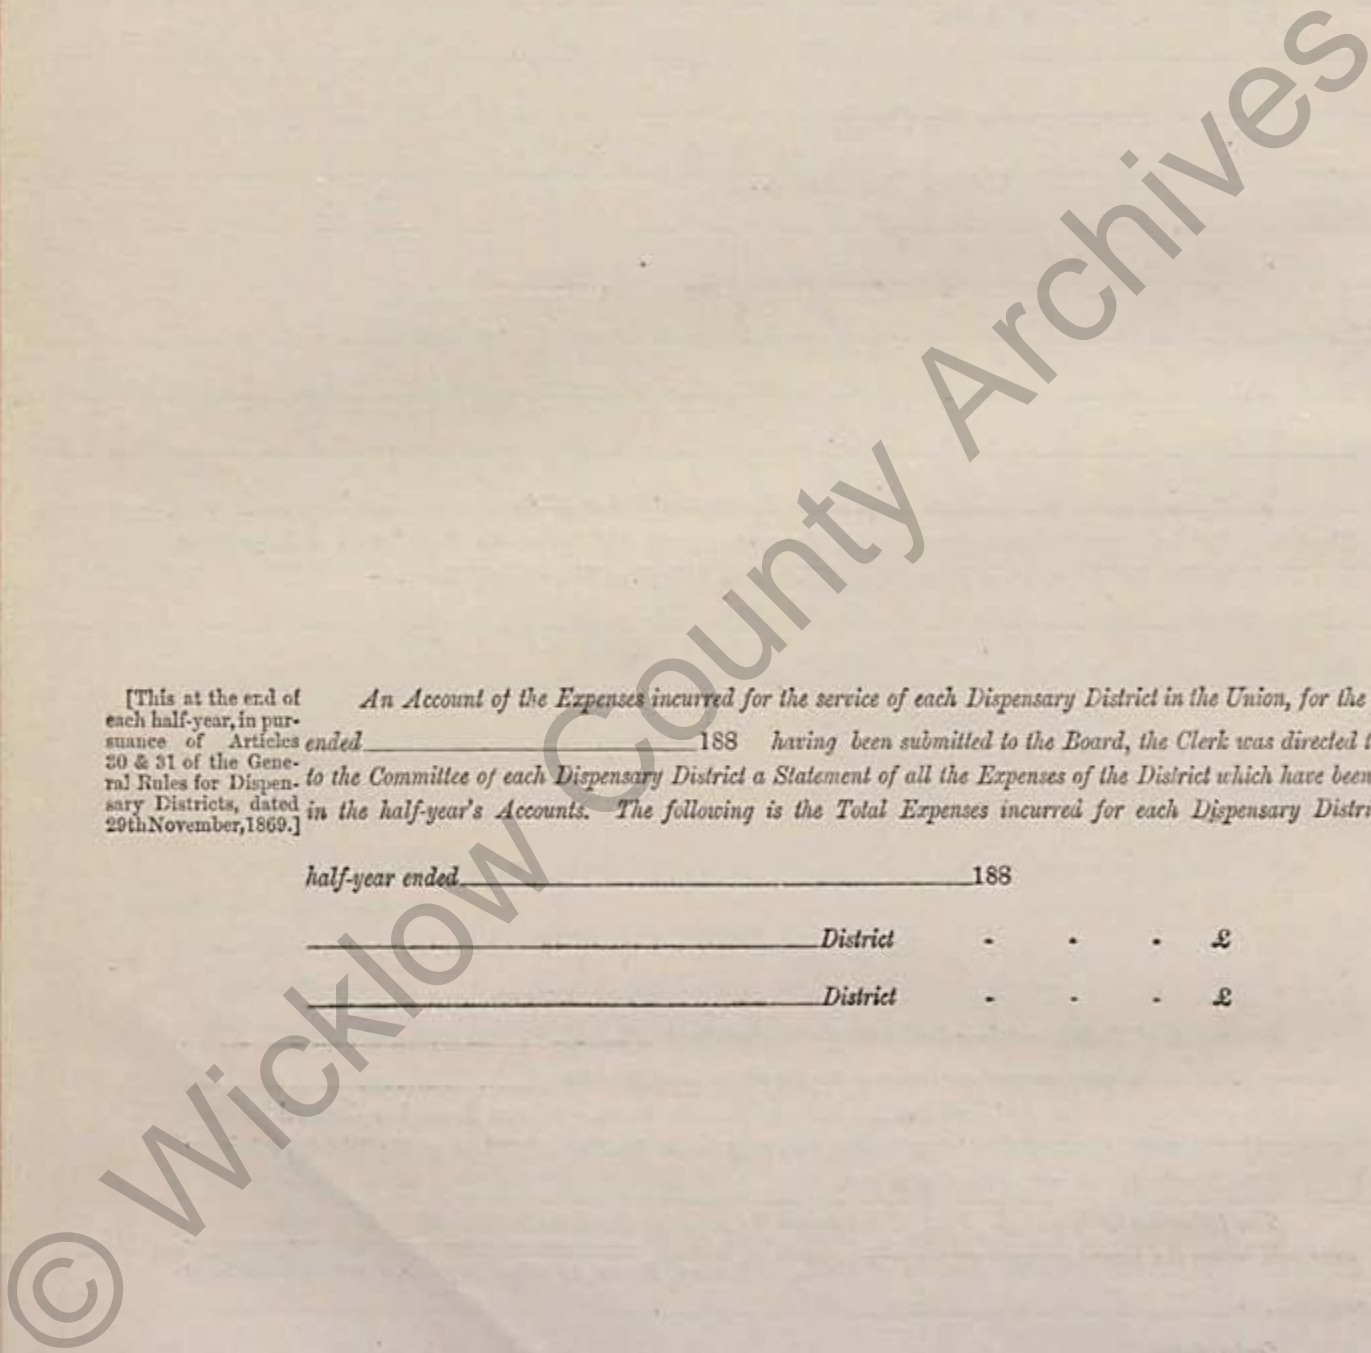 [This at the end of
each half-year, in pur-
suance of Articles
30 & 31 of the Gene-
ral Rules for Dispen-
sary Districts, dated
29th November, 1869.]
An Account of the Expenses incurred for the service of each Dispensary District in the Union, for the
ended 188 having been submitted to the Board, the Clerk was directed
to the Committee of each Dispensary District a Statement of all the Expenses of the District which have been
in the half-year's Accounts. The following is the Total Expenses incurred for each Dispensary
half-year ended 188
District - - - £
District - - - £
© Wicklow County Archives